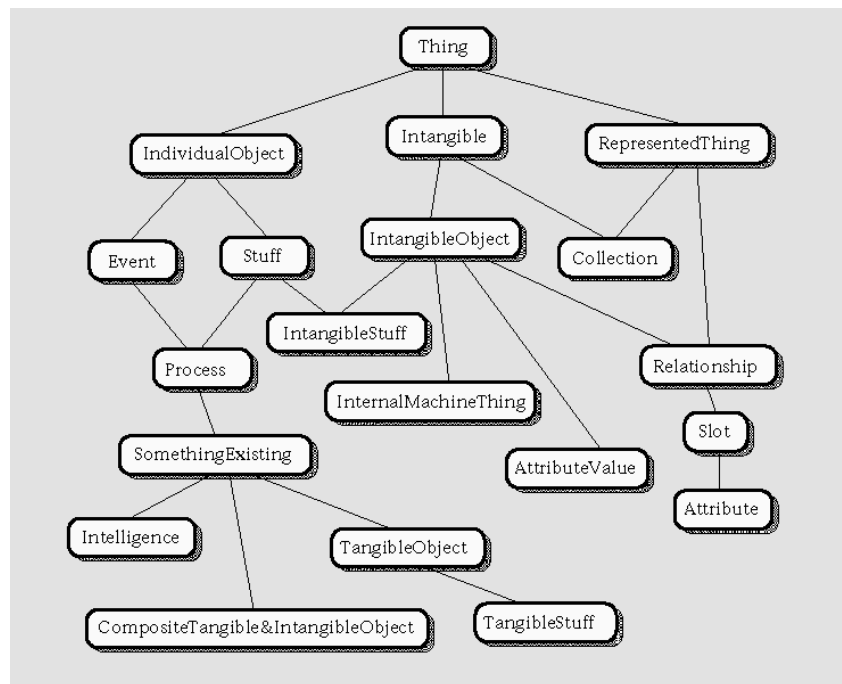 Thing
IndividualObject
Intangible
RepresentedThing
Event
Stuff
IntangibleObject
Collection
IntangibleStuff
Process
InternalMachineThing
Relationship
Slot
SomethingExisting
AttributeValue
Attribute
Intelligence
TangibleObject
CompositeTangible&IntangibleObject
TangibleStuff